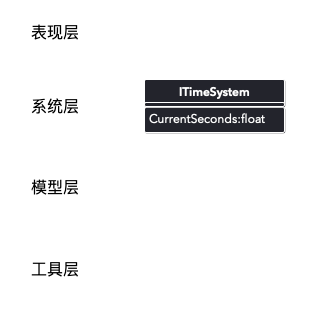 表现层
ITimeSystem
系统层
CurrentSeconds:float
模型层
工具层